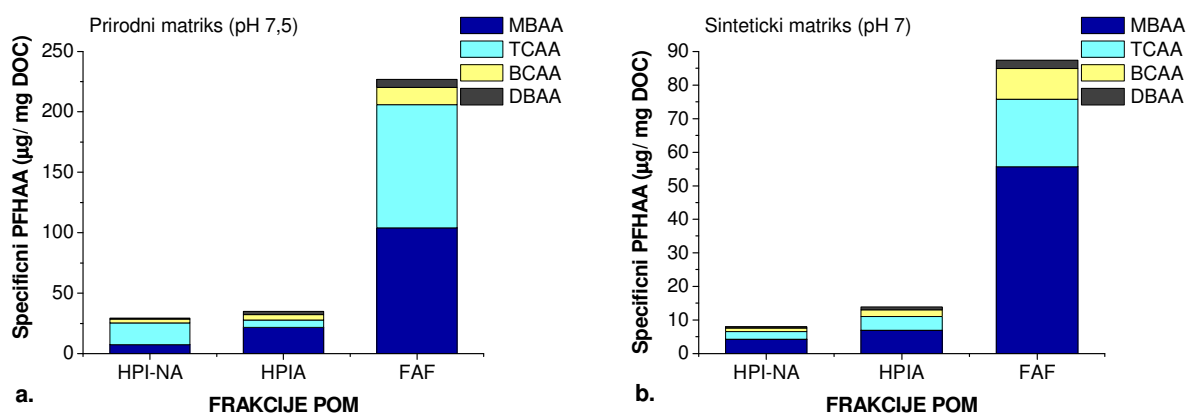 Prirodni matriks (pH 7,5)
MBAA
TCAA
BCAA
DBAA
Specificni PFHAA (µg/ mg DOC)
250
200
150
100
50
0
HPI-NA
HPIA
FAF
a.
FRAKCIJE POM
Sinteticki matriks (pH 7)
MBAA
TCAA
BCAA
DBAA
Specificni PFHAA (µg/ mg DOC)
90
80
70
60
50
40
30
20
10
0
HPI-NA
HPIA
FAF
b.
FRAKCIJE POM